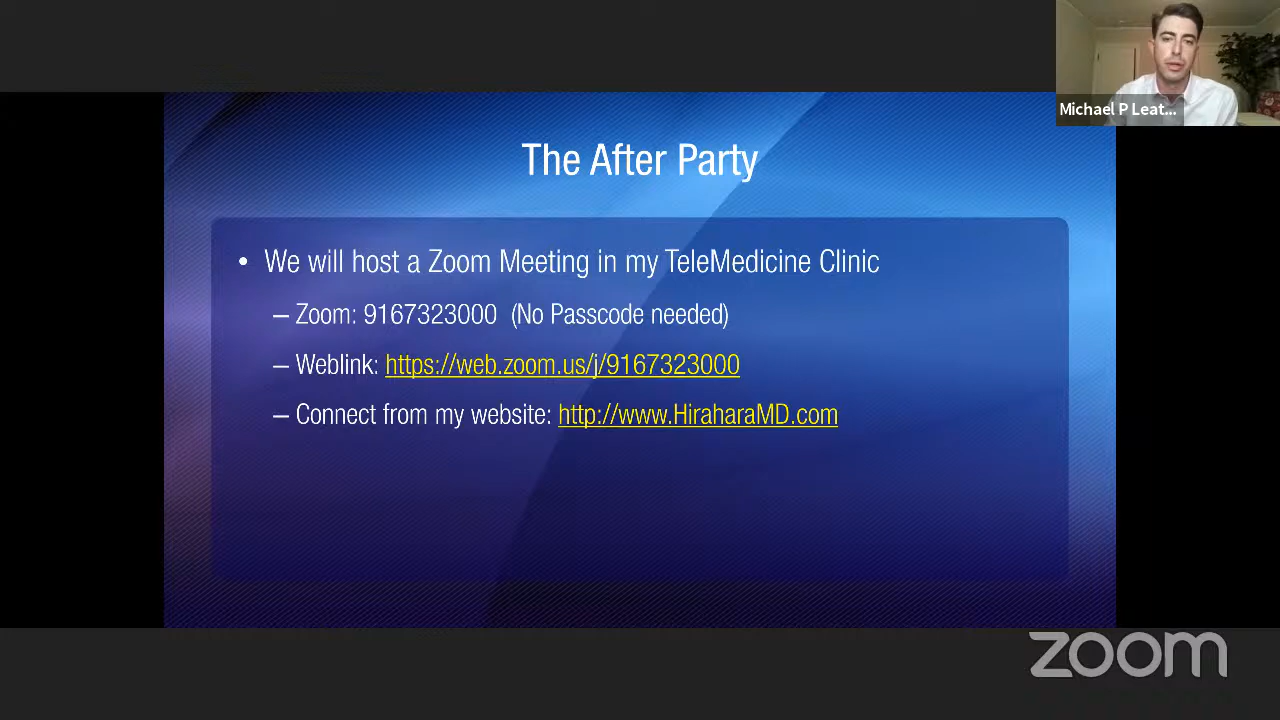 Michael P Leat...
The After Party
• We will host a Zoom Meeting in my TeleMedicine Clinic
– Zoom: 9167323000 (No Passcode needed)
– Weblink: https://web.zoom.us/j/9167323000
– Connect from my website: http://www.HiraharaMD.com
zoom